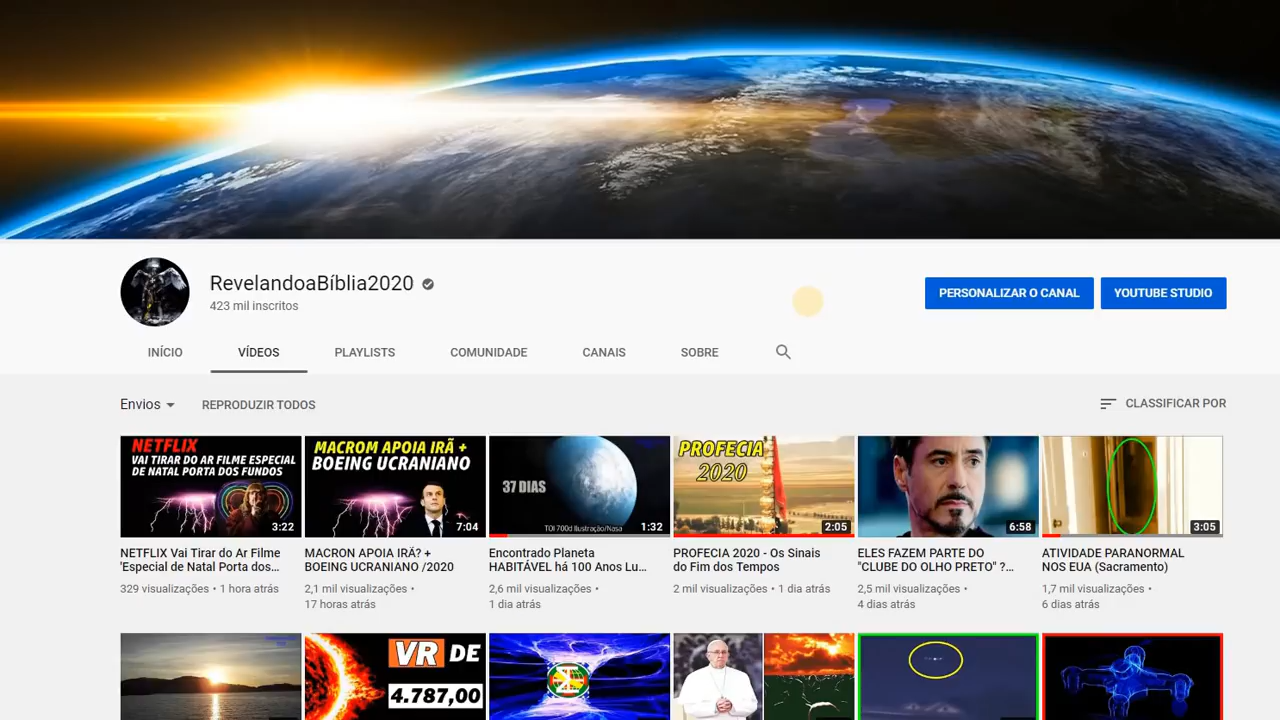 RevelandoaBíblia2020
423 mil inscritos
PERSONALIZAR O CANAL
YOUTUBE STUDIO
INÍCIO
VÍDEOS
PLAYLISTS
COMUNIDADE
CANAIS
SOBRE
Envios
REPRODUZIR TODOS
CLASSIFICAR POR
NETFLIX
VAI TIRAR DO AR FILME ESPECIAL
DE NATAL PORTA DOS FUNDOS
3:22
MACROM APOIA IRÃ +
BOEING UCRANIANO
7:04
37 DIAS
TOI 700d Ilustração/Nasa
1:32
PROFECIA
2020
2:05
6:58
3:05
NETFLIX Vai Tirar do Ar Filme
'Especial de Natal Porta dos...
329 visualizações • 1 hora atrás
MACRON APOIA IRÃ? +
BOEING UCRANIANO /2020
2,1 mil visualizações •
17 horas atrás
Encontrado Planeta
HABITÁVEL há 100 Anos Lu...
2,6 mil visualizações •
1 dia atrás
PROFECIA 2020 - Os Sinais
do Fim dos Tempos
2 mil visualizações • 1 dia atrás
ELES FAZEM PARTE DO
"CLUBE DO OLHO PRETO" ?...
2,5 mil visualizações •
4 dias atrás
ATIVIDADE PARANORMAL
NOS EUA (Sacramento)
1,7 mil visualizações •
6 dias atrás
VR DE
4.787,00